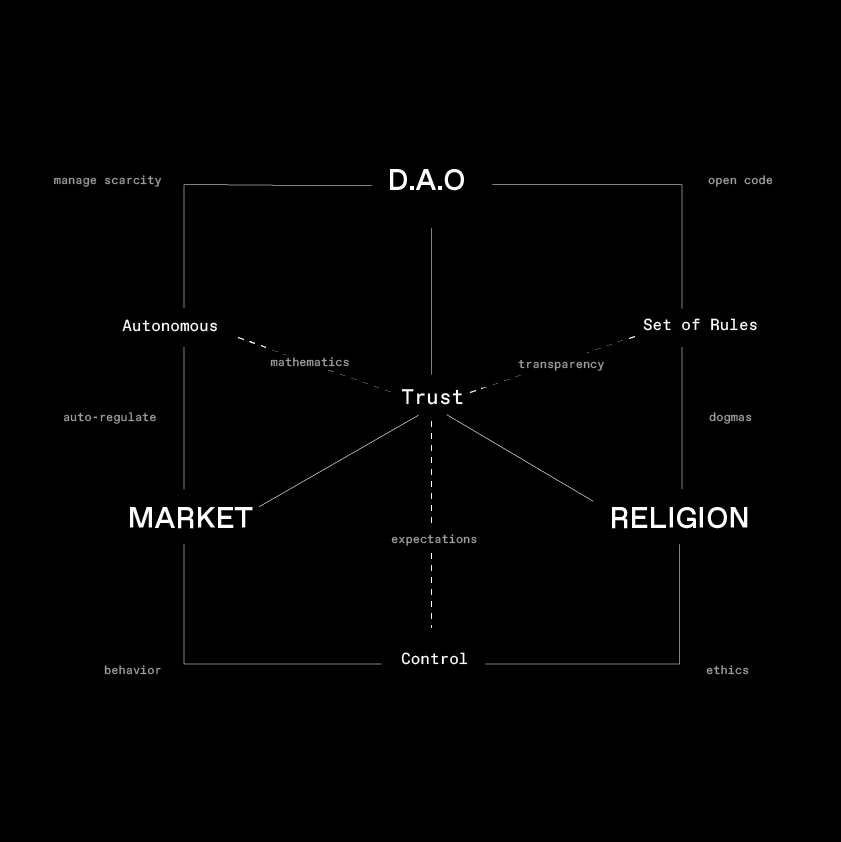 D.A.O
manage scarcity
open code
Autonomous
Set of Rules
mathematics
transparency
Trust
auto-regulate
dogmas
MARKET
RELIGION
expectations
Control
behavior
ethics